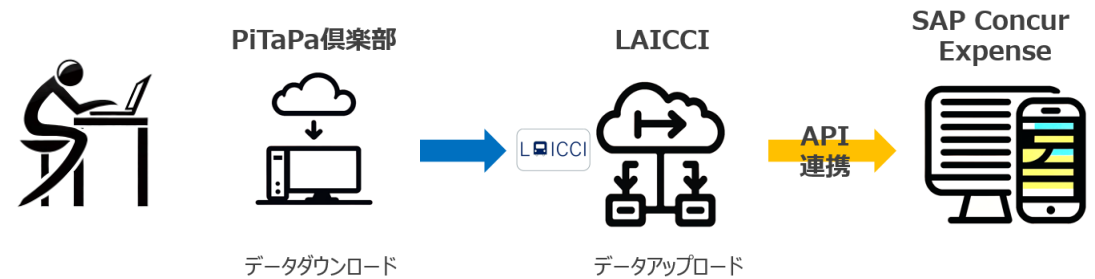 PiTaPa倶楽部
LAICCI
SAP Concur
Expense
L ICCI
API
連携
データダウンロード
データアップロード